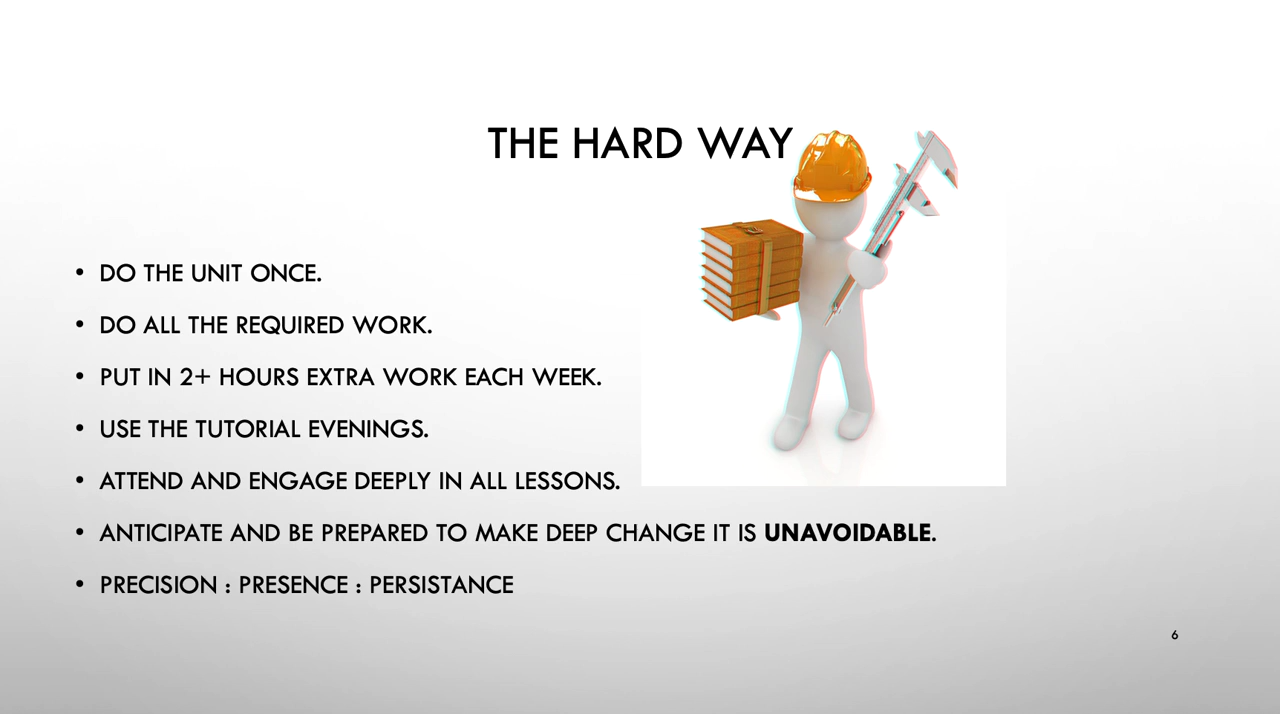 THE HARD WAY
• DO THE UNIT ONCE.
• DO ALL THE REQUIRED WORK.
• PUT IN 2+ HOURS EXTRA WORK EACH WEEK.
• USE THE TUTORIAL EVENINGS.
• ATTEND AND ENGAGE DEEPLY IN ALL LESSONS.
• ANTICIPATE AND BE PREPARED TO MAKE DEEP CHANGE IT IS UNAVOIDABLE.
• PRECISION : PRESENCE : PERSISTANCE
6